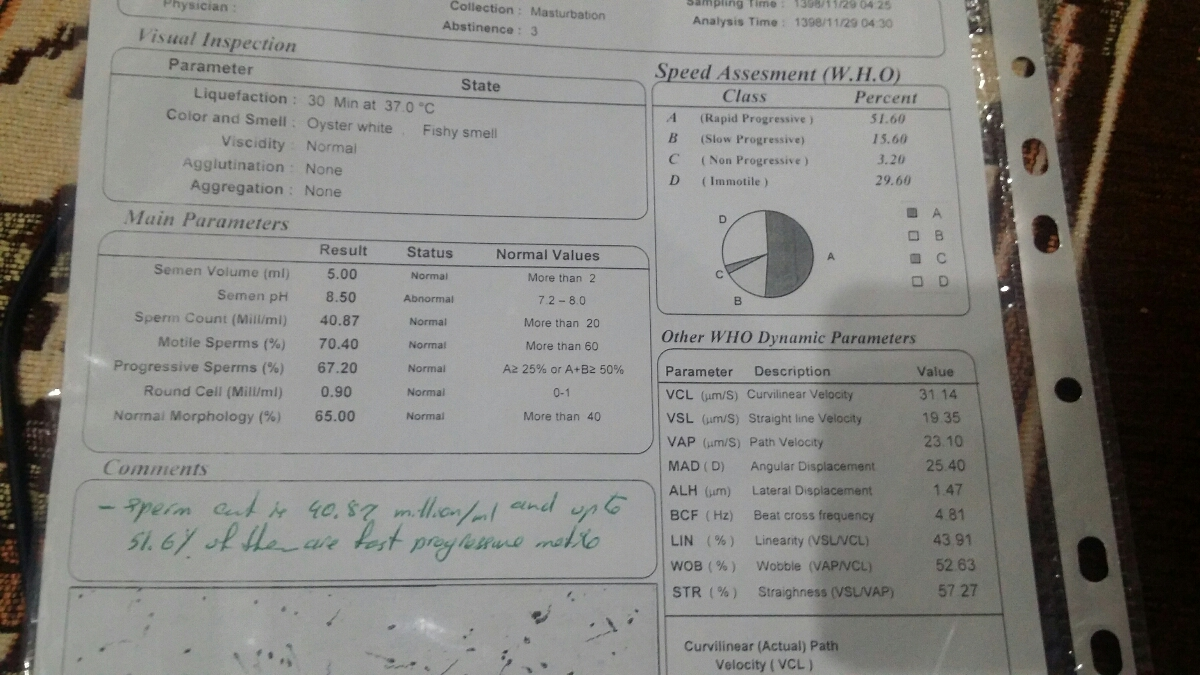 Physician :
Collection : Masturbation
Abstinence : 3
Sampling Time : 1398/11/29 04:25
Analysis Time : 1398/11/29 04:30
Visual Inspection
Parameter State
Liquefaction : 30 Min at 37.0 °C
Color and Smell : Oyster white . Fishy smell
Viscidity : Normal
Agglutination : None
Aggregation : None
Main Parameters
Result Status Normal Values
Semen Volume (ml) 5.00 Normal More than 2
Semen pH 8.50 Abnormal 7.2 – 8.0
Sperm Count (Mill/ml) 40.87 Normal More than 20
Motile Sperms (%) 70.40 Normal More than 60
Progressive Sperms (%) 67.20 Normal A≥ 25% or A+B≥ 50%
Round Cell (Mill/ml) 0.90 Normal 0-1
Normal Morphology (%) 65.00 Normal More than 40
Comments
– sperm cut is 40.87 million/ml and up to
51.6% of them are fast progressive motile
Speed Assesment (W.H.O)
Class Percent
A (Rapid Progressive ) 51.60
B (Slow Progressive) 15.60
C ( Non Progressive ) 3.20
D ( Immotile ) 29.60
D
A
C
B
A
B
C
D
Other WHO Dynamic Parameters
Parameter Description Value
VCL (µm/S) Curvilinear Velocity 31.14
VSL (µm/S) Straight line Velocity 19.35
VAP (µm/S) Path Velocity 23.10
MAD ( D ) Angular Displacement 25.40
ALH (µm) Lateral Displacement 1.47
BCF ( Hz) Beat cross frequency 4.81
LIN ( % ) Linearity (VSL/VCL) 43.91
WOB ( % ) Wobble (VAP/VCL) 52.63
STR ( % ) Straighness (VSL/VAP) 57.27
Curvilinear (Actual) Path
Velocity ( VCL )